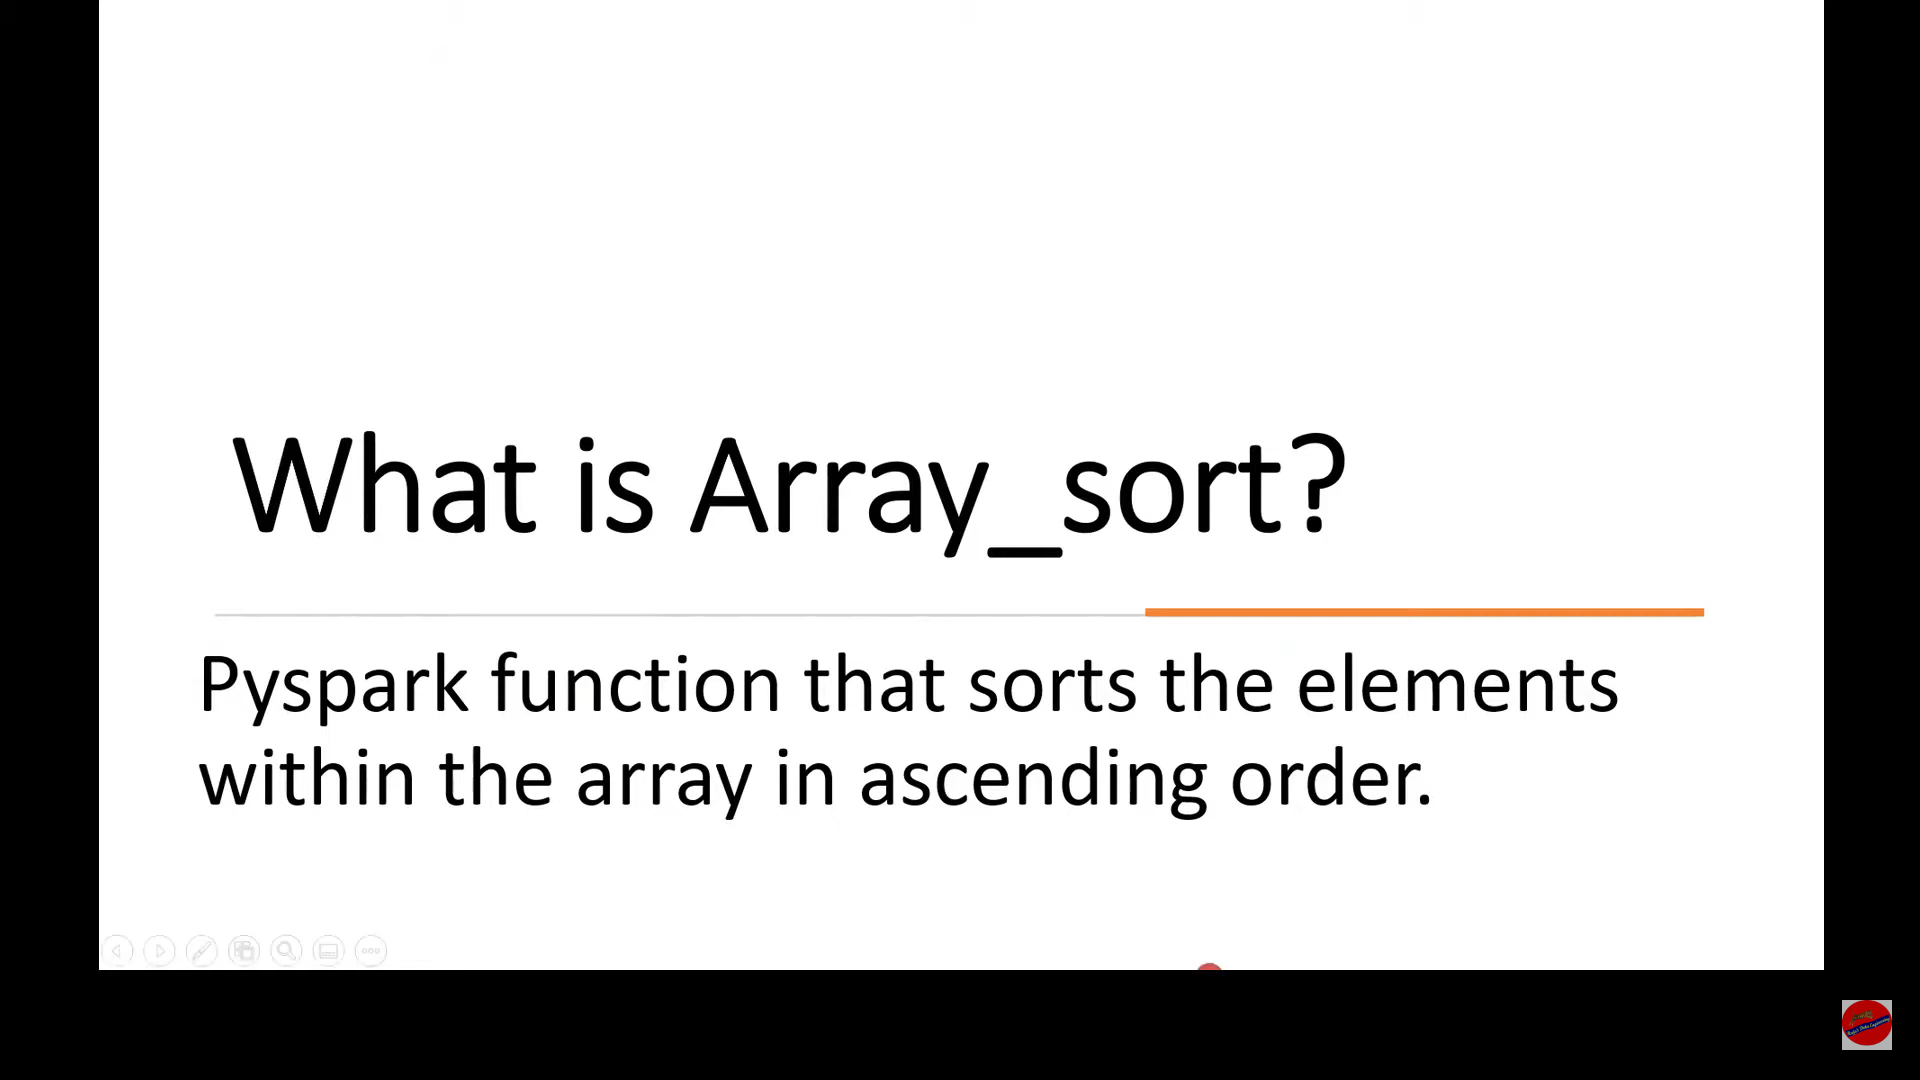 What is Array_sort?
Pyspark function that sorts the elements
within the array in ascending order.